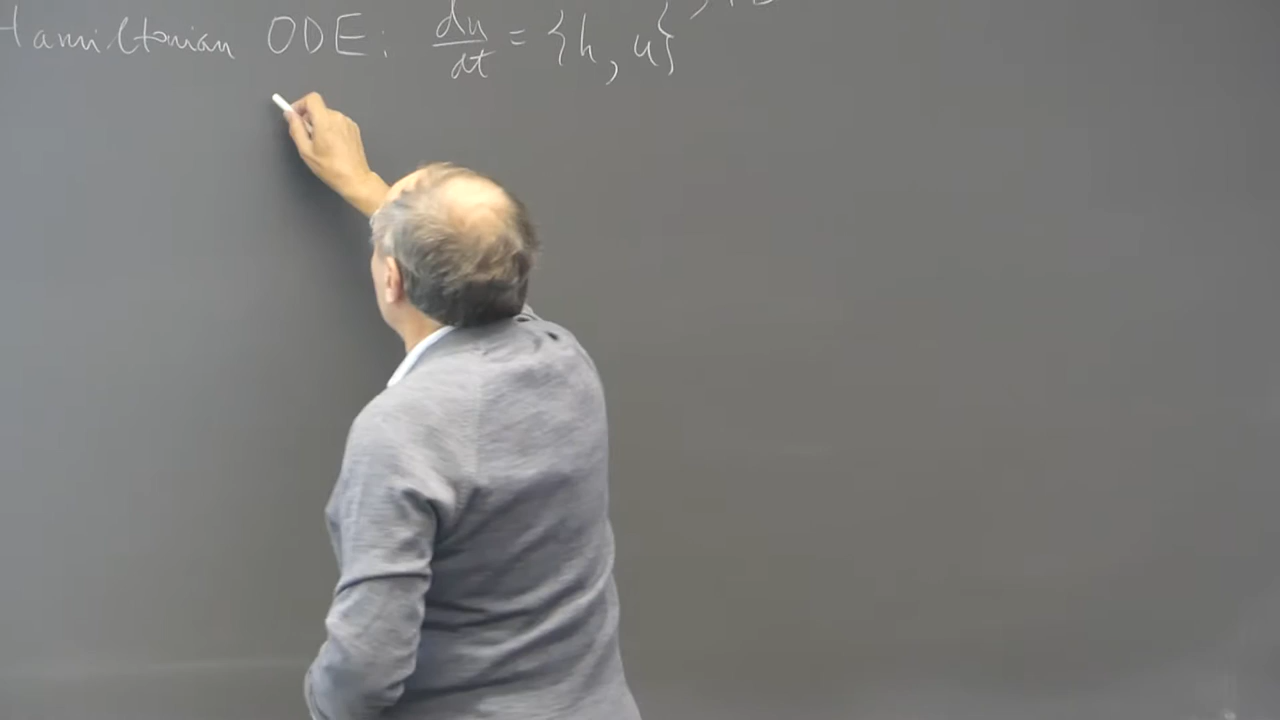 Hamiltonian ODE: du/dt = {h, u}